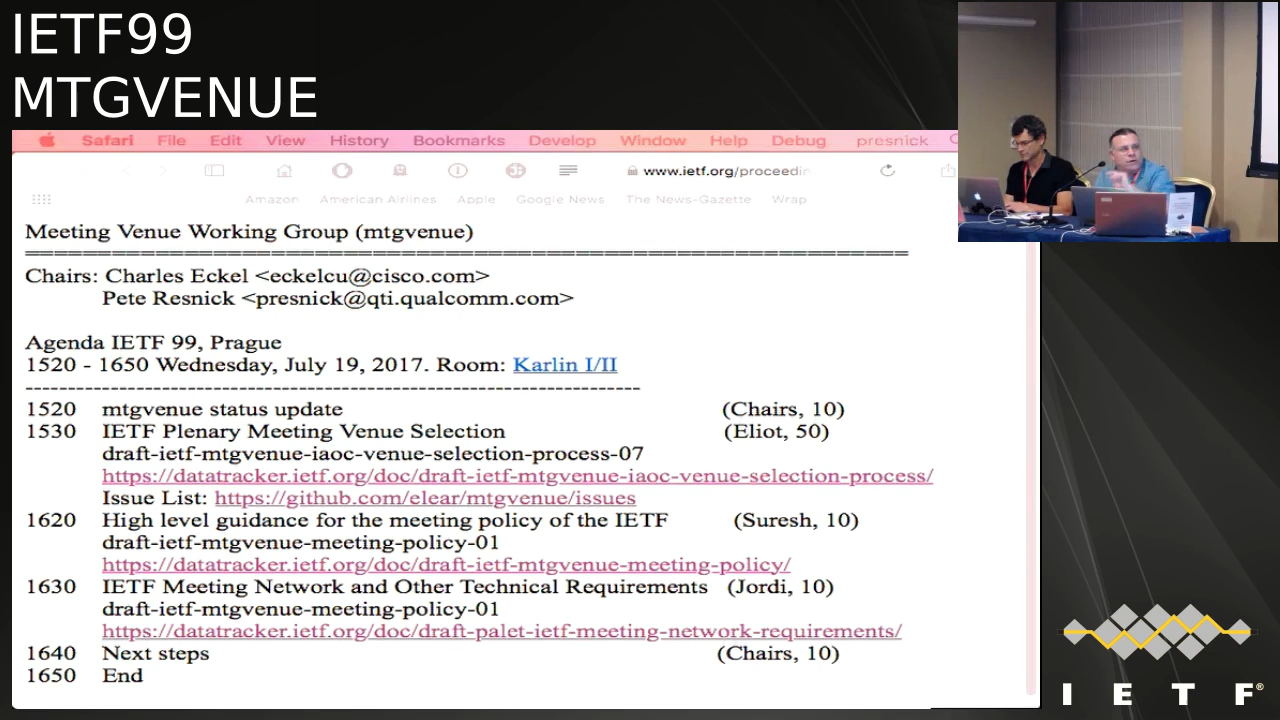 IETF99
MTGVENUE
Safari File Edit View History Bookmarks Develop Window Help Debug presnick
www.ietf.org/proceedin
Amazon American Airlines Apple Google News The News-Gazette Wrap
Meeting Venue Working Group (mtgvenue)
==================================================================
Chairs: Charles Eckel <eckelcu@cisco.com>
Pete Resnick <presnick@qti.qualcomm.com>
Agenda IETF 99, Prague
1520 - 1650 Wednesday, July 19, 2017. Room: Karlin I/II
----------------------------------------------------------------------
1520 mtgvenue status update (Chairs, 10)
1530 IETF Plenary Meeting Venue Selection (Eliot, 50)
draft-ietf-mtgvenue-iaoc-venue-selection-process-07
https://datatracker.ietf.org/doc/draft-ietf-mtgvenue-iaoc-venue-selection-process/
Issue List: https://github.com/elear/mtgvenue/issues
1620 High level guidance for the meeting policy of the IETF (Suresh, 10)
draft-ietf-mtgvenue-meeting-policy-01
https://datatracker.ietf.org/doc/draft-ietf-mtgvenue-meeting-policy/
1630 IETF Meeting Network and Other Technical Requirements (Jordi, 10)
draft-ietf-mtgvenue-meeting-policy-01
https://datatracker.ietf.org/doc/draft-palet-ietf-meeting-network-requirements/
1640 Next steps (Chairs, 10)
1650 End
I E T F®